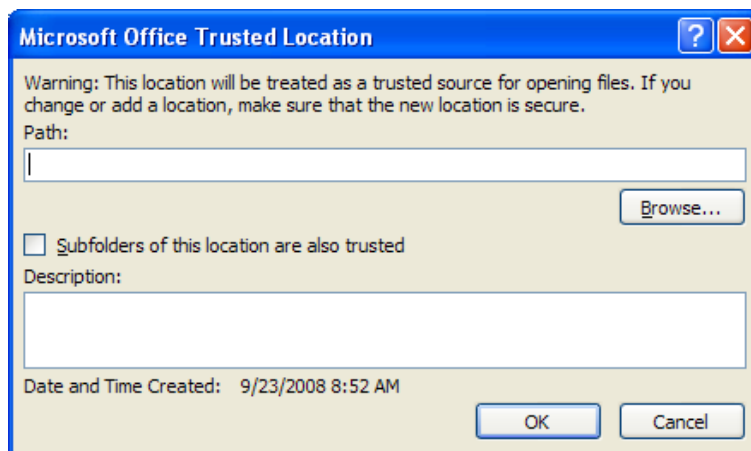 Microsoft Office Trusted Location
Warning: This location will be treated as a trusted source for opening files. If you
change or add a location, make sure that the new location is secure.
Path:
Browse...
Subfolders of this location are also trusted
Description:
Date and Time Created: 9/23/2008 8:52 AM
OK Cancel